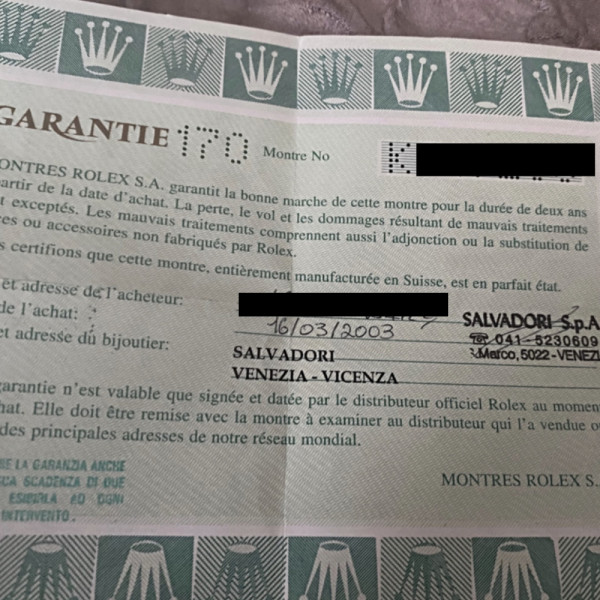 GARANTIE 170 Montre No K
MONTRES ROLEX S.A. garantit la bonne marche de cette montre pour la durée de deux ans
partir de la date d'achat. La perte, le vol et les dommages résultant de mauvais traitements
t exceptés. Les mauvais traitements comprennent aussi l'adjonction ou la substitution de
es ou accessoires non fabriqués par Rolex.
s certifions que cette montre, entièrement manufacturée en Suisse, est en parfait état.
et adresse de l'acheteur:
de l'achat: 16/03/2003
et adresse du bijoutier: SALVADORI
VENEZIA - VICENZA
SALVADORI S.p.A
☎ 041-5230609
Marco, 5022 - VENEZI
garantie n'est valable que signée et datée par le distributeur officiel Rolex au momen
hat. Elle doit être remise avec la montre à examiner au distributeur qui l'a vendue o
des principales adresses de notre réseau mondial.
RE LA GARANZIA ANCHE
SCADENZA DI DUE
ESIBIRLA AD OGNI
INTERVENTO.
MONTRES ROLEX S.